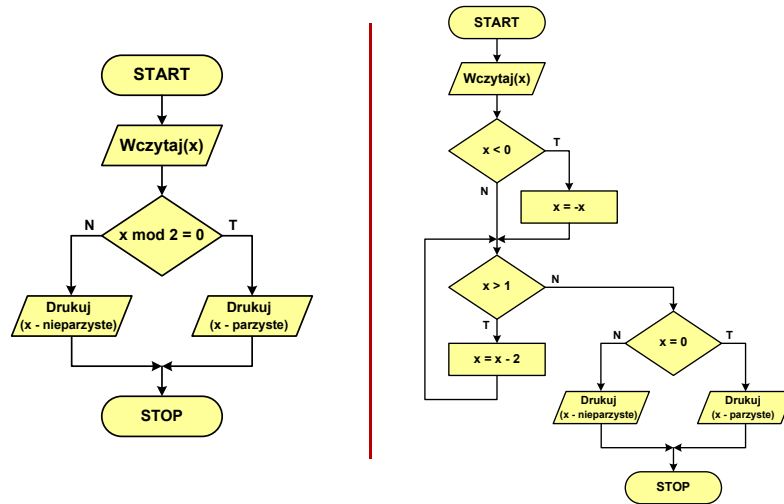 START
Wczytaj(x)
x mod 2 = 0
N
T
Drukuj
(x - nieparzyste)
Drukuj
(x - parzyste)
STOP
START
Wczytaj(x)
x < 0
T
N
x = -x
x > 1
N
T
x = x - 2
x = 0
N
T
Drukuj
(x - nieparzyste)
Drukuj
(x - parzyste)
STOP